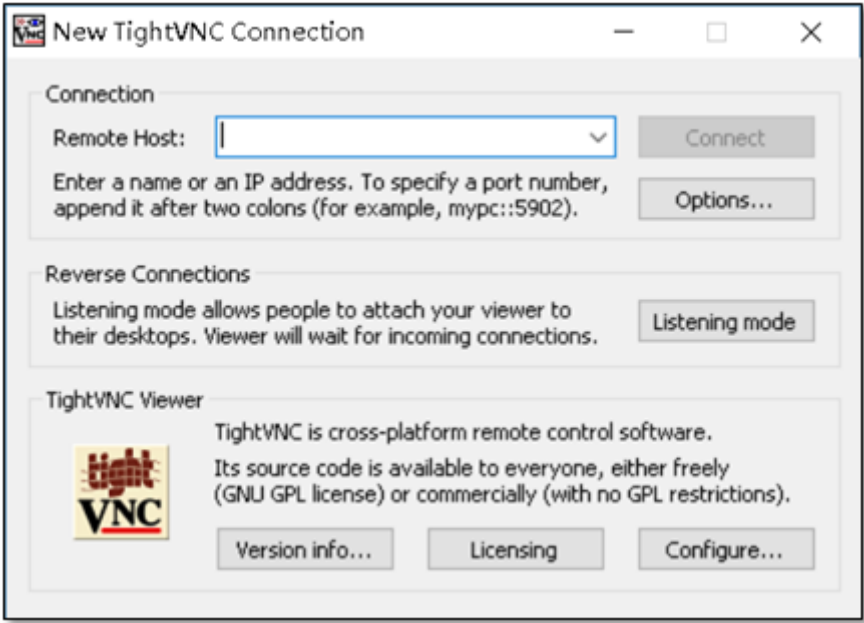 New TightVNC Connection
Connection
Remote Host:
Connect
Enter a name or an IP address. To specify a port number,
append it after two colons (for example, mypc::5902).
Options...
Reverse Connections
Listening mode allows people to attach your viewer to
their desktops. Viewer will wait for incoming connections.
Listening mode
TightVNC Viewer
TightVNC is cross-platform remote control software.
Its source code is available to everyone, either freely
(GNU GPL license) or commercially (with no GPL restrictions).
tight
VNC
Version info...
Licensing
Configure...